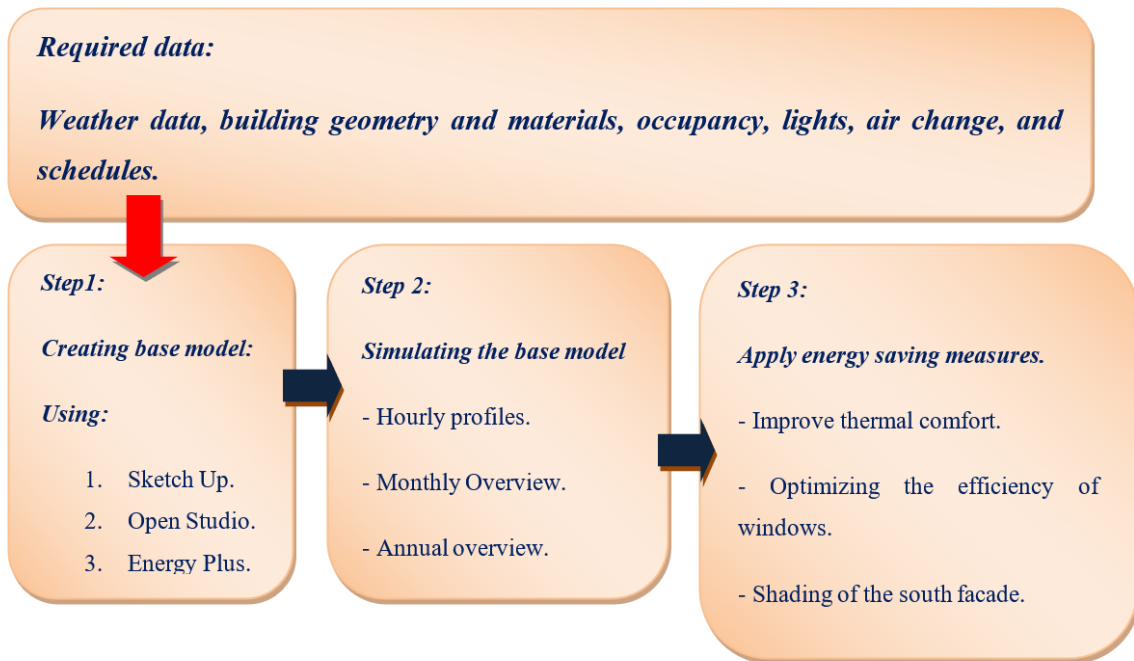 Required data:
Weather data, building geometry and materials, occupancy, lights, air change, and
schedules.
Step1:
Creating base model:
Using:
1. Sketch Up.
2. Open Studio.
3. Energy Plus.
Step 2:
Simulating the base model
- Hourly profiles.
- Monthly Overview.
- Annual overview.
Step 3:
Apply energy saving measures.
- Improve thermal comfort.
- Optimizing the efficiency of
windows.
- Shading of the south facade.